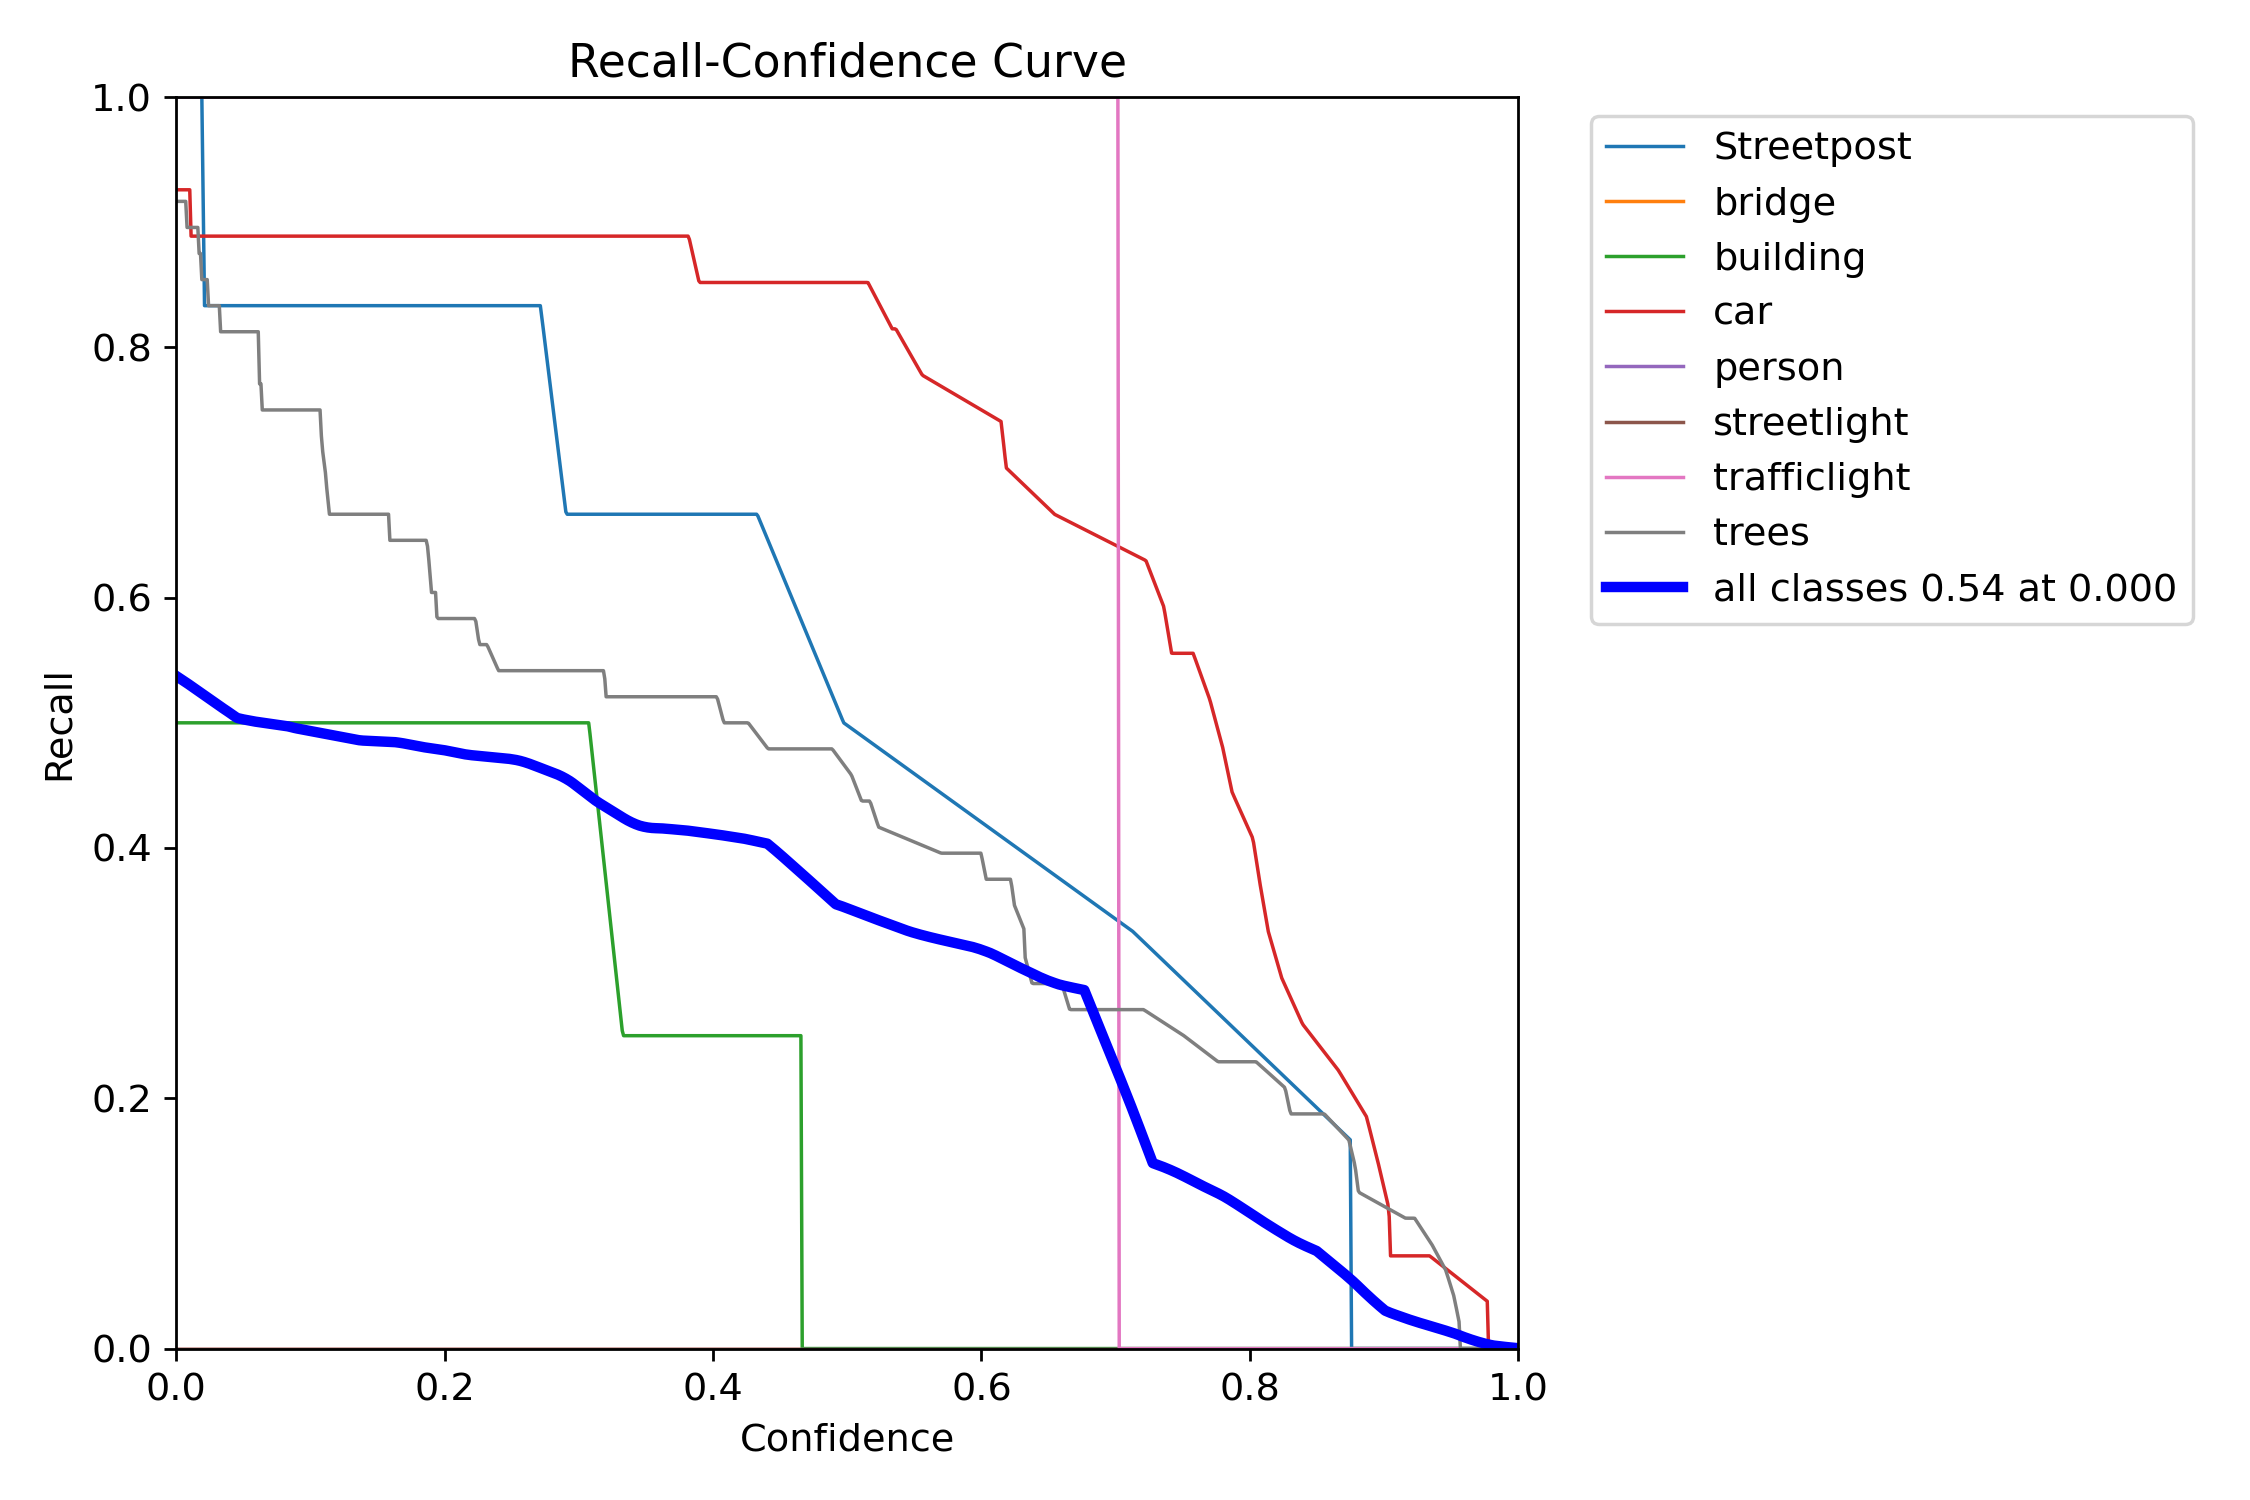 Recall-Confidence Curve
1.0
0.8
0.6
0.4
0.2
0.0
Recall
0.0 0.2 0.4 0.6 0.8 1.0
Confidence
Streetpost
bridge
building
car
person
streetlight
trafficlight
trees
all classes 0.54 at 0.000